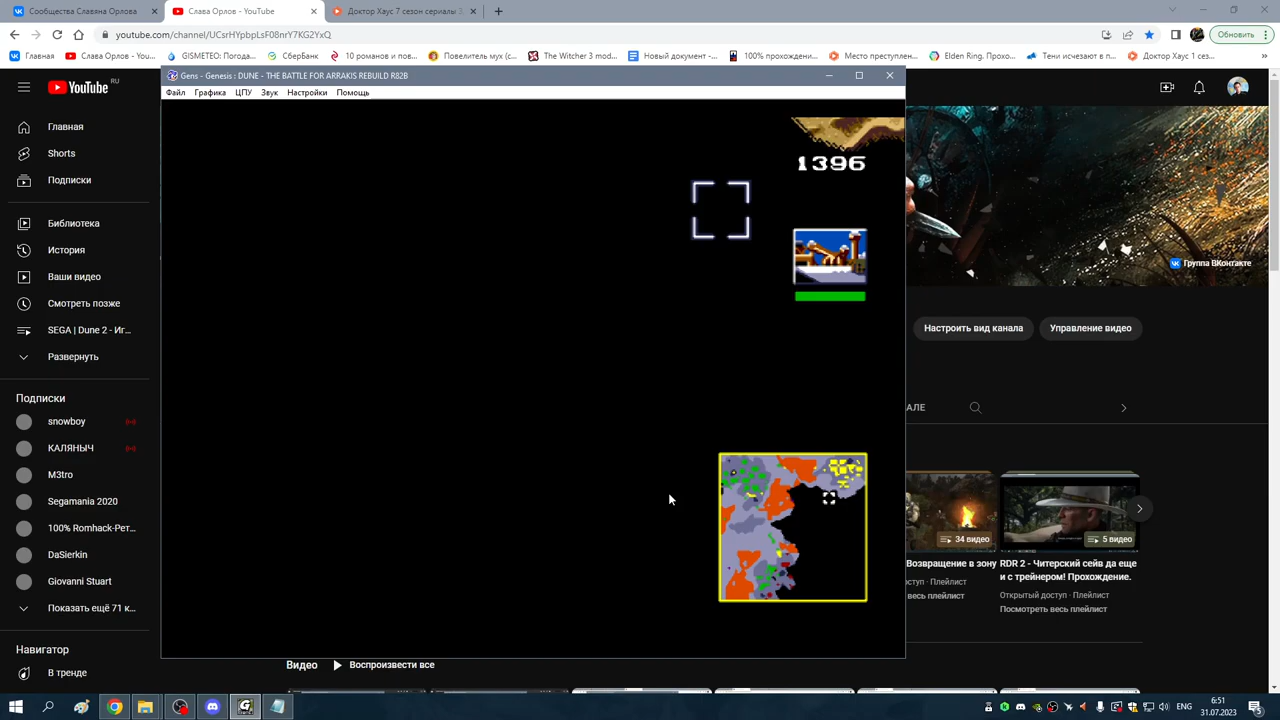 Сообщества Славяна Орлова
Слава Орлов - YouTube
Доктор Хаус 7 сезон сериалы 3
youtube.com/channel/UCsrHYpbpLsF08nrY7KG2YxQ
Обновить
Главная
Слава Орлов - You...
GISMETEO: Погода...
СберБанк
10 романов и пов...
Повелитель мух (с...
The Witcher 3 mod...
Новый документ -...
100% прохождени...
Место преступлен...
Elden Ring. Прохо...
Тени исчезают в п...
Доктор Хаус 1 сез...
YouTube RU
Gens - Genesis : DUNE - THE BATTLE FOR ARRAKIS REBUILD R82B
Файл
Графика
ЦПУ
Звук
Настройки
Помощь
1396
Главная
Shorts
Подписки
Библиотека
История
Ваши видео
Смотреть позже
SEGA | Dune 2 - Иг...
Развернуть
Подписки
snowboy
КАЛЯНЫЧ
M3tro
Segamania 2020
100% Romhack-Рет...
DaSierkin
Giovanni Stuart
Показать ещё 71 к...
Навигатор
В тренде
Группа ВКонтакте
Настроить вид канала
Управление видео
АЛЕ
34 видео
5 видео
Возвращение в зону
ступ · Плейлист
весь плейлист
RDR 2 - Читерский сейв да еще
и с трейнером! Прохождение.
Открытый доступ · Плейлист
Посмотреть весь плейлист
Видео
Воспроизвести все
ENG
6:51
31.07.2023